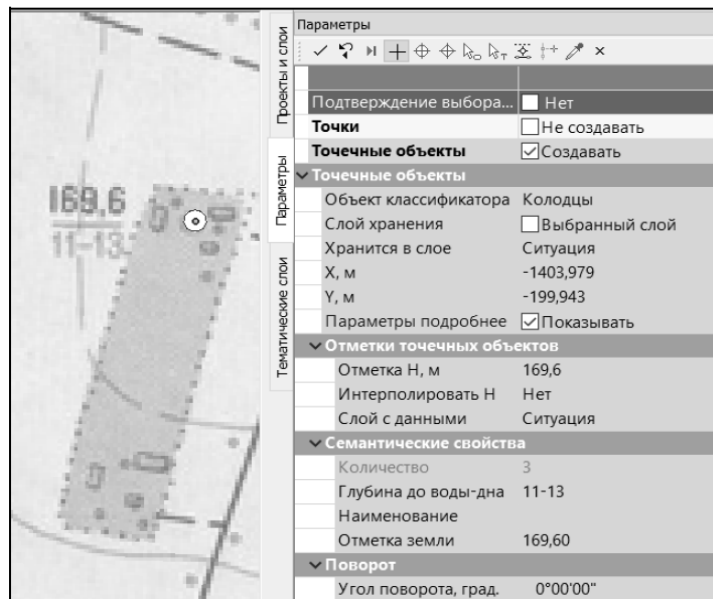 169,6
11-13
Проекты и слои
Параметры
Тематические слои
Параметры
Подтверждение выбора... Нет
Точки Не создавать
Точечные объекты Создавать
Точечные объекты
Объект классификатора Колодцы
Слой хранения Выбранный слой
Хранится в слое Ситуация
X, м -1403,979
Y, м -199,943
Параметры подробнее Показывать
Отметки точечных объектов
Отметка H, м 169,6
Интерполировать H Нет
Слой с данными Ситуация
Семантические свойства
Количество 3
Глубина до воды-дна 11-13
Наименование
Отметка земли 169,60
Поворот
Угол поворота, град. 0°00'00"